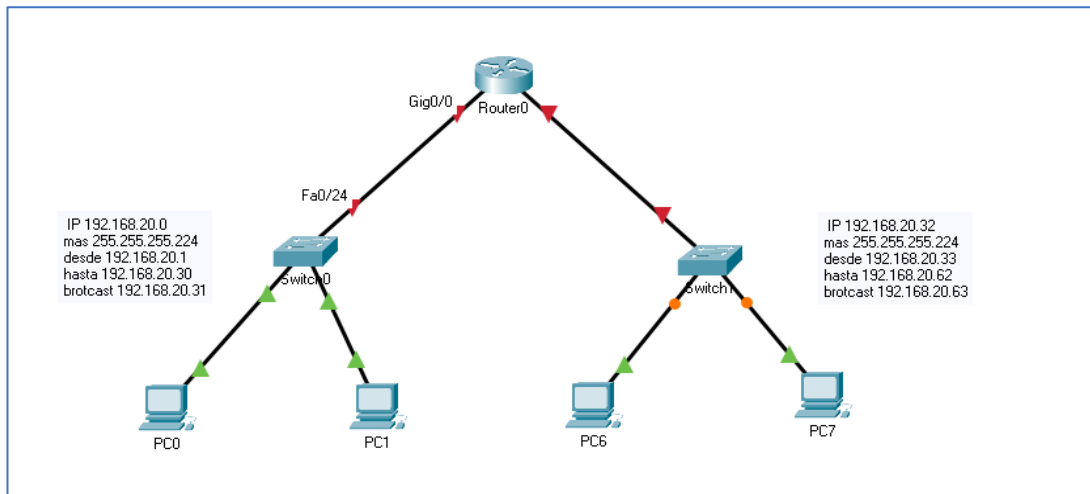 Gig0/0
Router0
Fa0/24
IP 192.168.20.0
mas 255.255.255.224
desde 192.168.20.1
hasta 192.168.20.30
brotcast 192.168.20.31
Switch0
IP 192.168.20.32
mas 255.255.255.224
desde 192.168.20.33
hasta 192.168.20.62
brotcast 192.168.20.63
Switch1
PC0
PC1
PC6
PC7